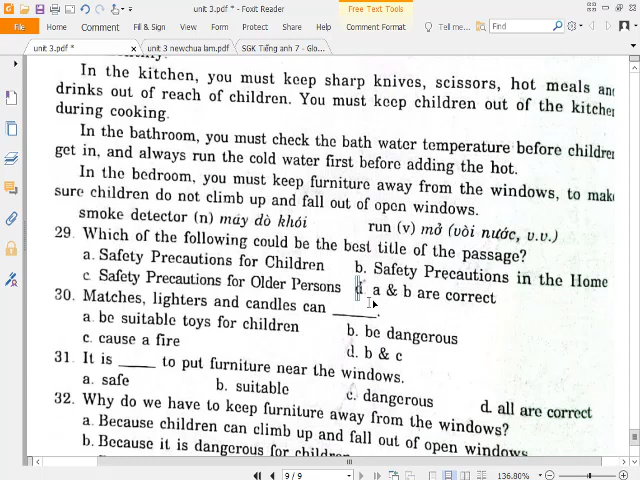 unit 3.pdf * - Foxit Reader
Free Text Tools
File
Home
Comment
Fill & Sign
View
Form
Protect
Share
Help
Comment Format
Tell me...
Find
unit 3.pdf *
unit 3 newchua lam.pdf
SGK Tiếng anh 7 - Glo...
In the kitchen, you must keep sharp knives, scissors, hot meals an
drinks out of reach of children. You must keep children out of the kitche
during cooking.
In the bathroom, you must check the bath water temperature before childre
get in, and always run the cold water first before adding the hot.
In the bedroom, you must keep furniture away from the windows, to mak
sure children do not climb up and fall out of open windows.
smoke detector (n) máy dò khói run (v) mở (vòi nước, v.v.)
29. Which of the following could be the best title of the passage?
a. Safety Precautions for Children b. Safety Precautions in the Home
c. Safety Precautions for Older Persons d. a & b are correct
30. Matches, lighters and candles can _____.
a. be suitable toys for children b. be dangerous
c. cause a fire d. b & c
31. It is ____ to put furniture near the windows.
a. safe b. suitable c. dangerous d. all are correct
32. Why do we have to keep furniture away from the windows?
a. Because children can climb up and fall out of open windows
b. Because it is dangerous for children
9 / 9
136.80%